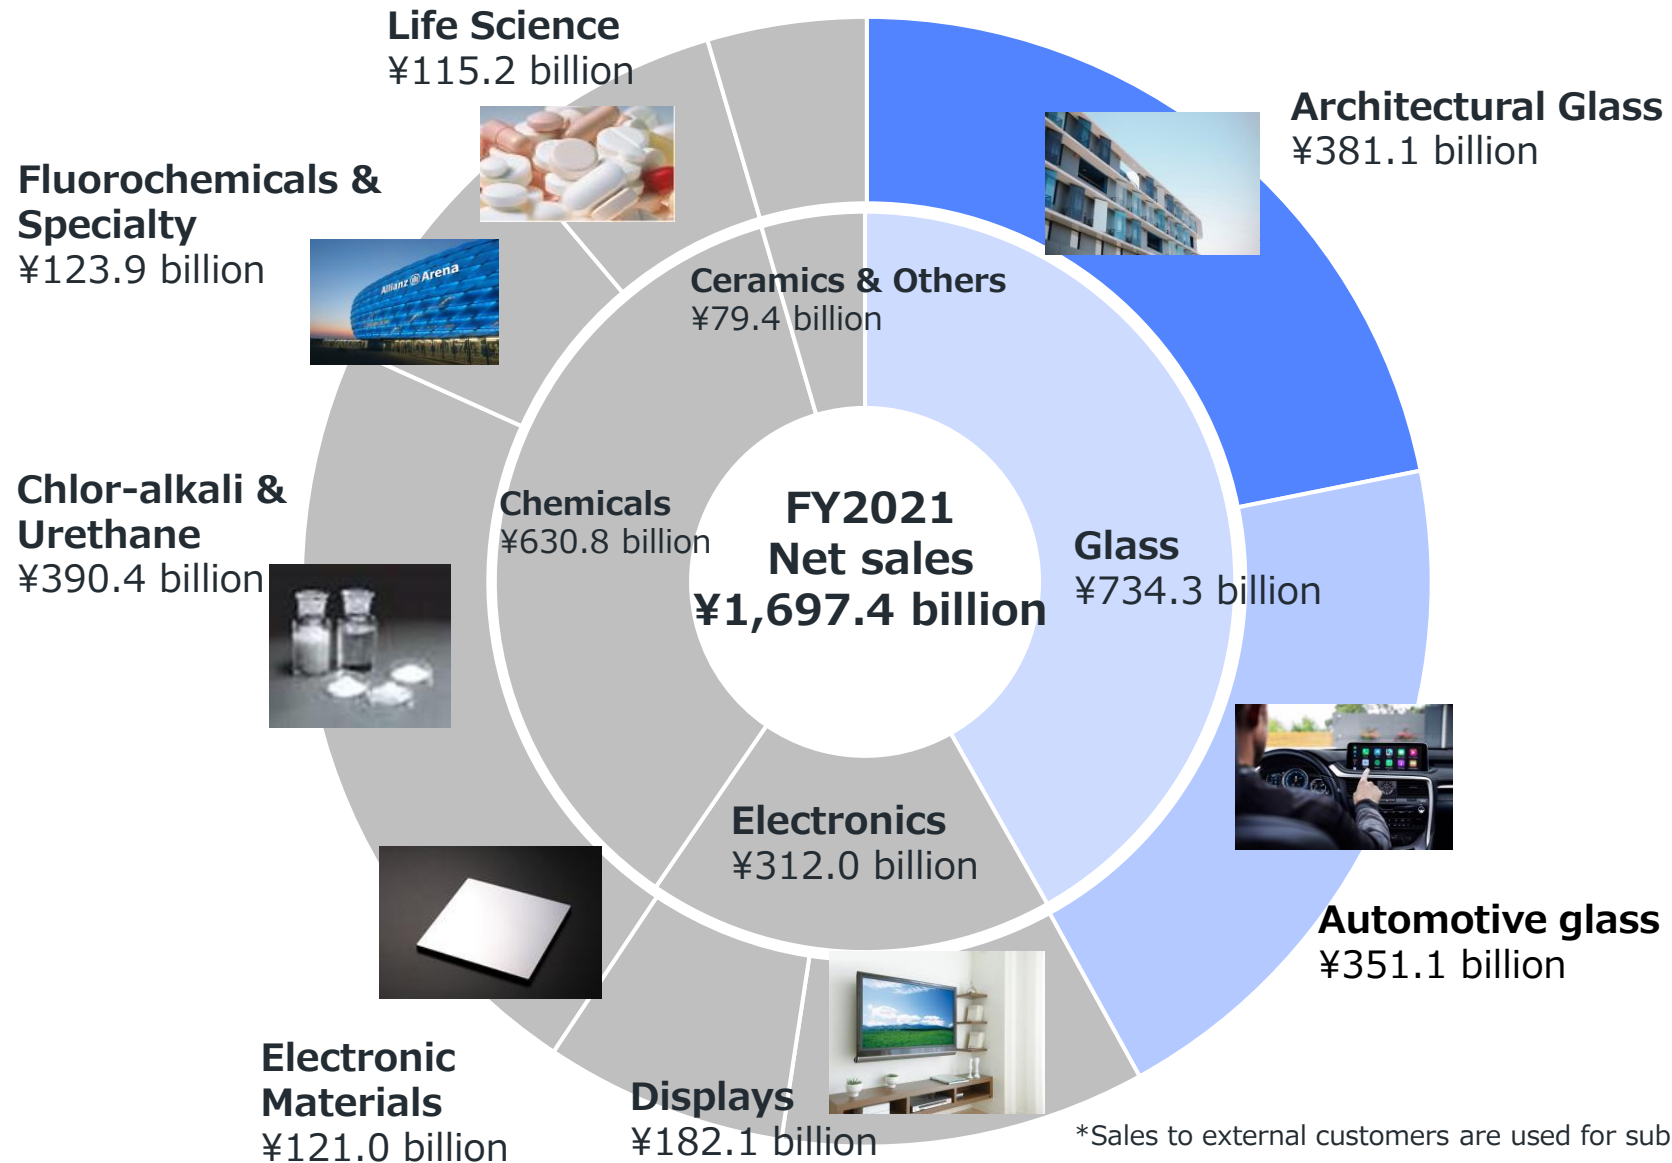 Life Science
¥115.2 billion
Architectural Glass
¥381.1 billion
Fluorochemicals &
Specialty
¥123.9 billion
Allianz Arena
Ceramics & Others
¥79.4 billion
Chlor-alkali &
Urethane
¥390.4 billion
Chemicals
¥630.8 billion
FY2021
Net sales
¥1,697.4 billion
Glass
¥734.3 billion
Electronics
¥312.0 billion
Automotive glass
¥351.1 billion
Electronic
Materials
¥121.0 billion
Displays
¥182.1 billion
*Sales to external customers are used for sub